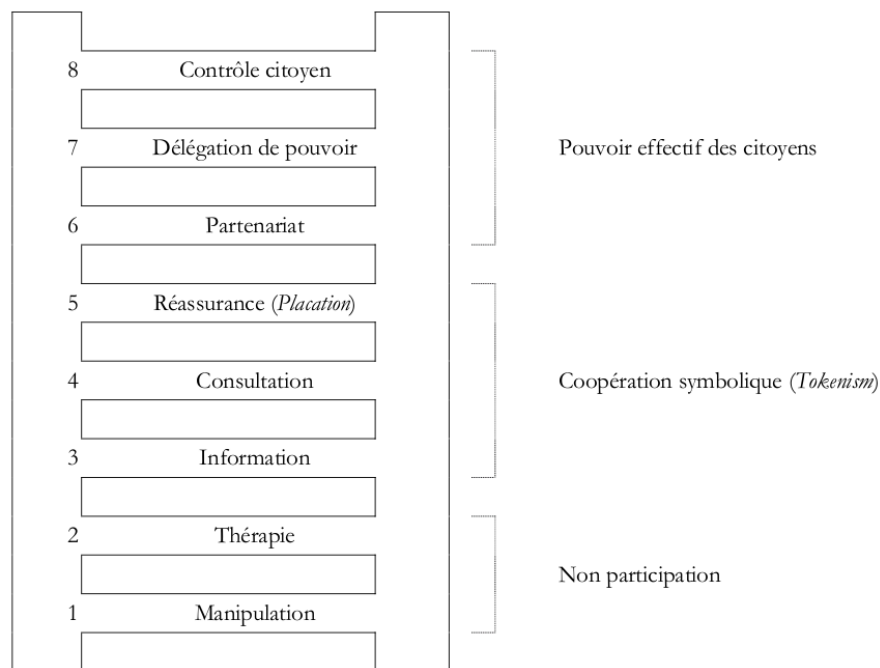 8 Contrôle citoyen
7 Délégation de pouvoir
Pouvoir effectif des citoyens
6 Partenariat
5 Réassurance (Placation)
4 Consultation
Coopération symbolique (Tokenism)
3 Information
2 Thérapie
Non participation
1 Manipulation